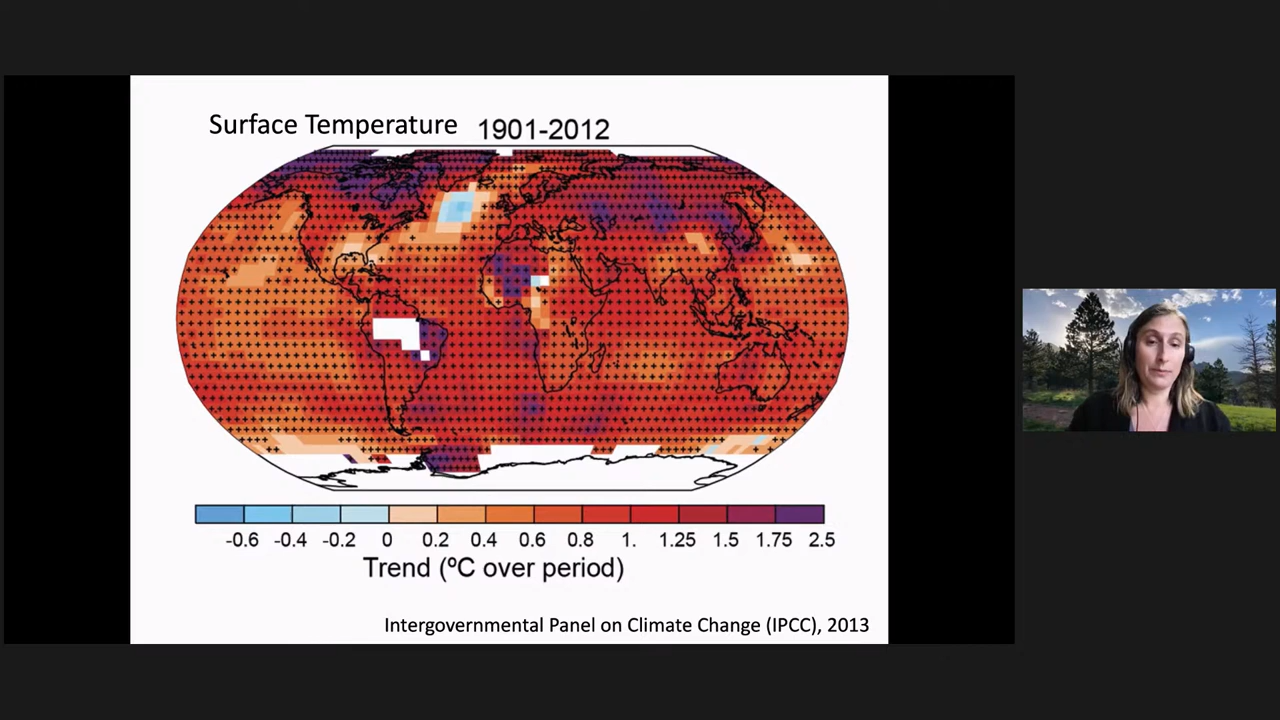 Surface Temperature 1901-2012
-0.6 -0.4 -0.2 0 0.2 0.4 0.6 0.8 1. 1.25 1.5 1.75 2.5
Trend (ºC over period)
Intergovernmental Panel on Climate Change (IPCC), 2013